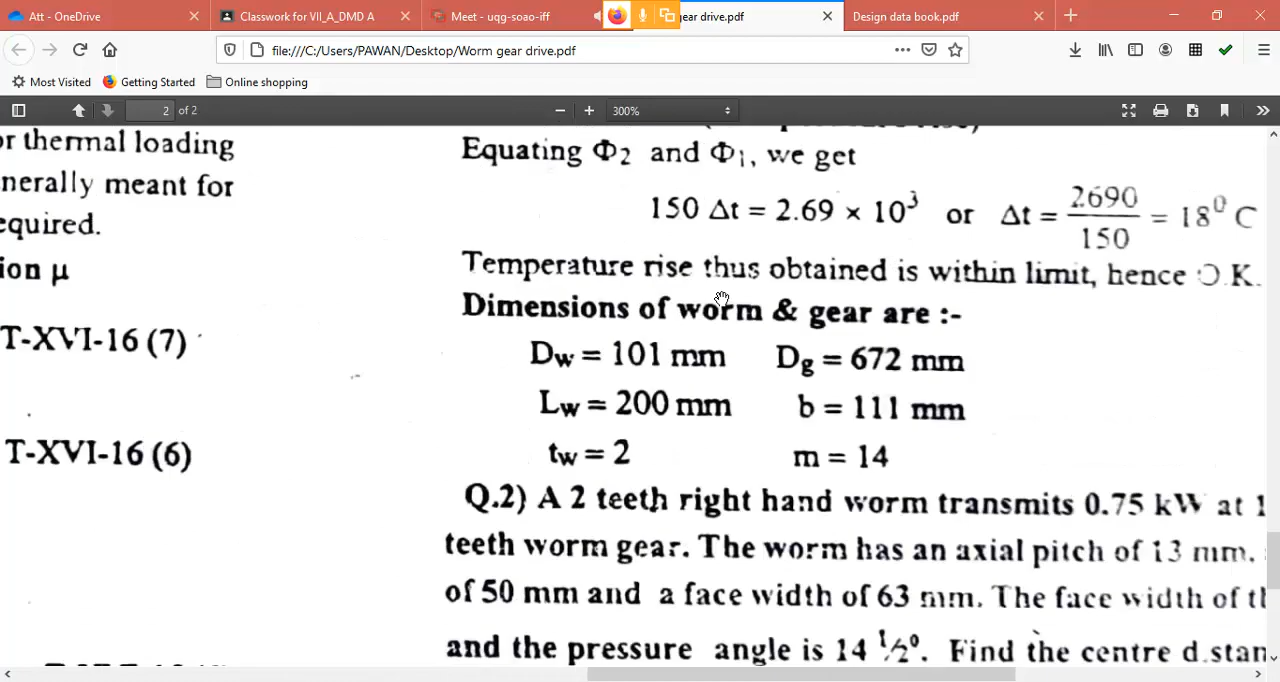 Att - OneDrive
Classwork for VII_A_DMD A
Meet - uqg-soao-iff
gear drive.pdf
Design data book.pdf
file:///C:/Users/PAWAN/Desktop/Worm gear drive.pdf
Most Visited
Getting Started
Online shopping
2 of 2
300%
or thermal loading
nerally meant for
equired.
ion μ
T-XVI-16 (7)
T-XVI-16 (6)
Equating Φ2 and Φ1, we get
150 Δt = 2.69 × 10³ or Δt = 2690 / 150 = 18⁰ C
Temperature rise thus obtained is within limit, hence O.K.
Dimensions of worm & gear are :-
Dw = 101 mm Dg = 672 mm
Lw = 200 mm b = 111 mm
tw = 2 m = 14
Q.2) A 2 teeth right hand worm transmits 0.75 kW at 1
teeth worm gear. The worm has an axial pitch of 13 mm.
of 50 mm and a face width of 63 mm. The face width of th
and the pressure angle is 14 ½⁰. Find the centre distan